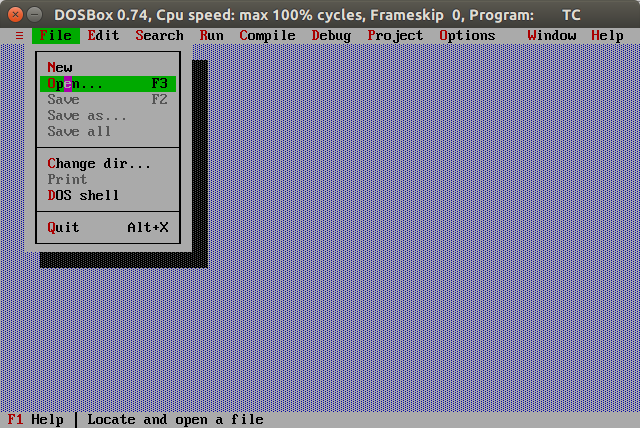 DOSBox 0.74, Cpu speed: max 100% cycles, Frameskip 0, Program: TC
≡ File Edit Search Run Compile Debug Project Options Window Help
New
Open... F3
Save F2
Save as...
Save all
Change dir...
Print
DOS shell
Quit Alt+X
F1 Help │ Locate and open a file